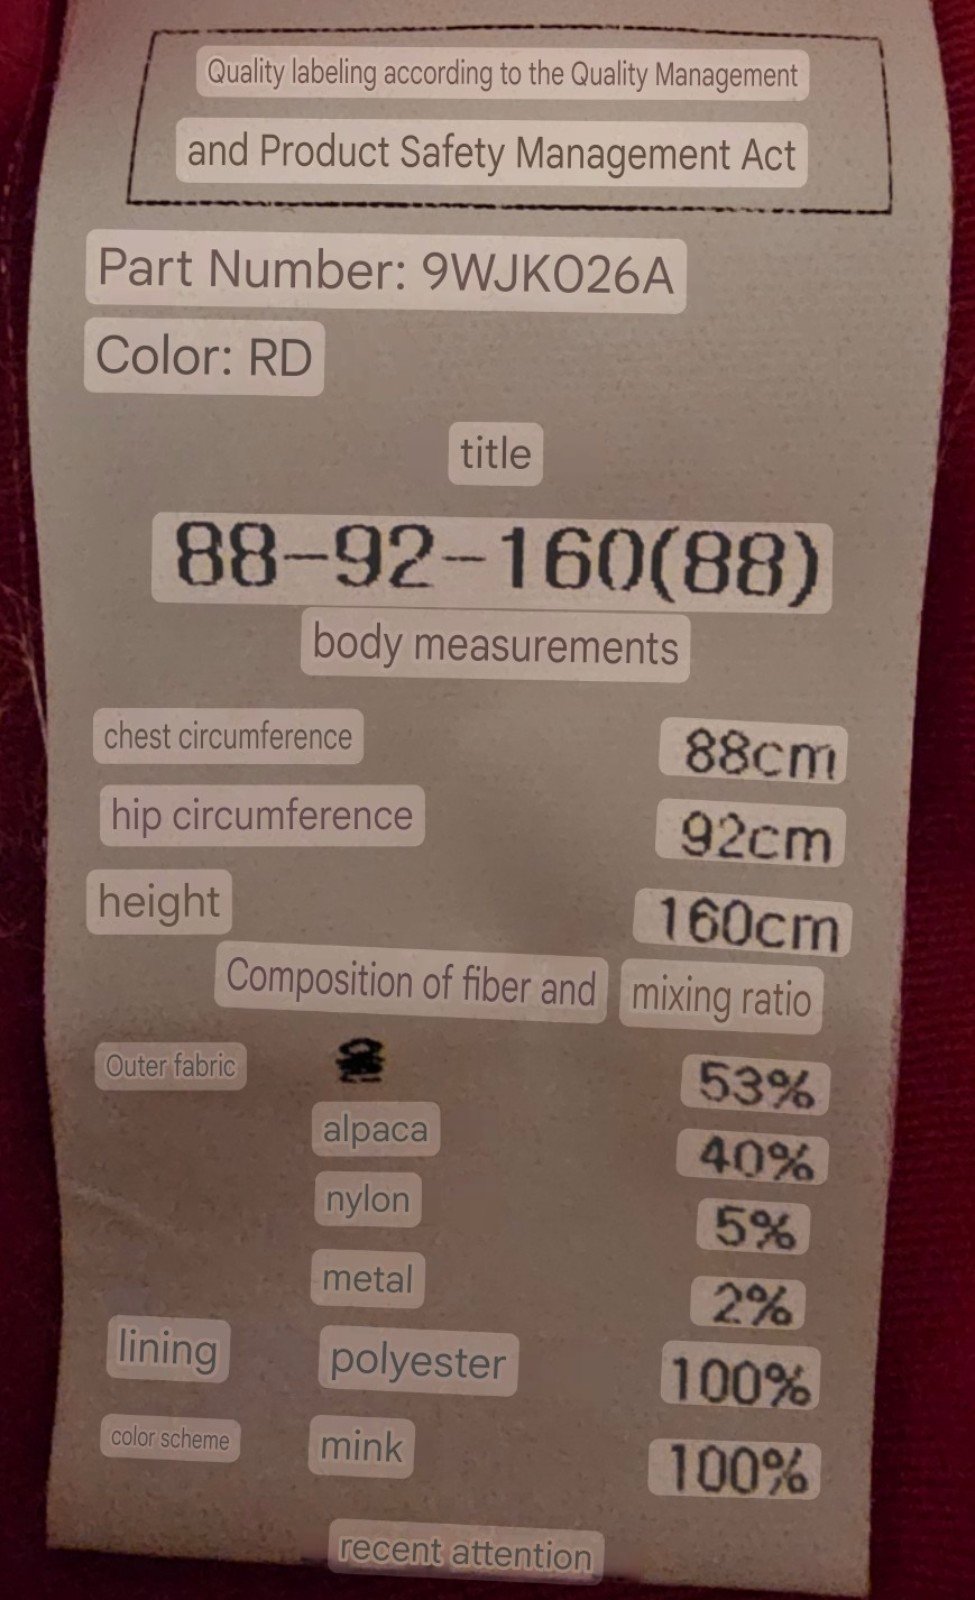 Quality labeling according to the Quality Management
and Product Safety Management Act
Part Number: 9WJK026A
Color: RD
title
88-92-160(88)
body measurements
chest circumference 88cm
hip circumference 92cm
height 160cm
Composition of fiber and mixing ratio
Outer fabric 울 53%
alpaca 40%
nylon 5%
metal 2%
lining polyester 100%
color scheme mink 100%
recent attention